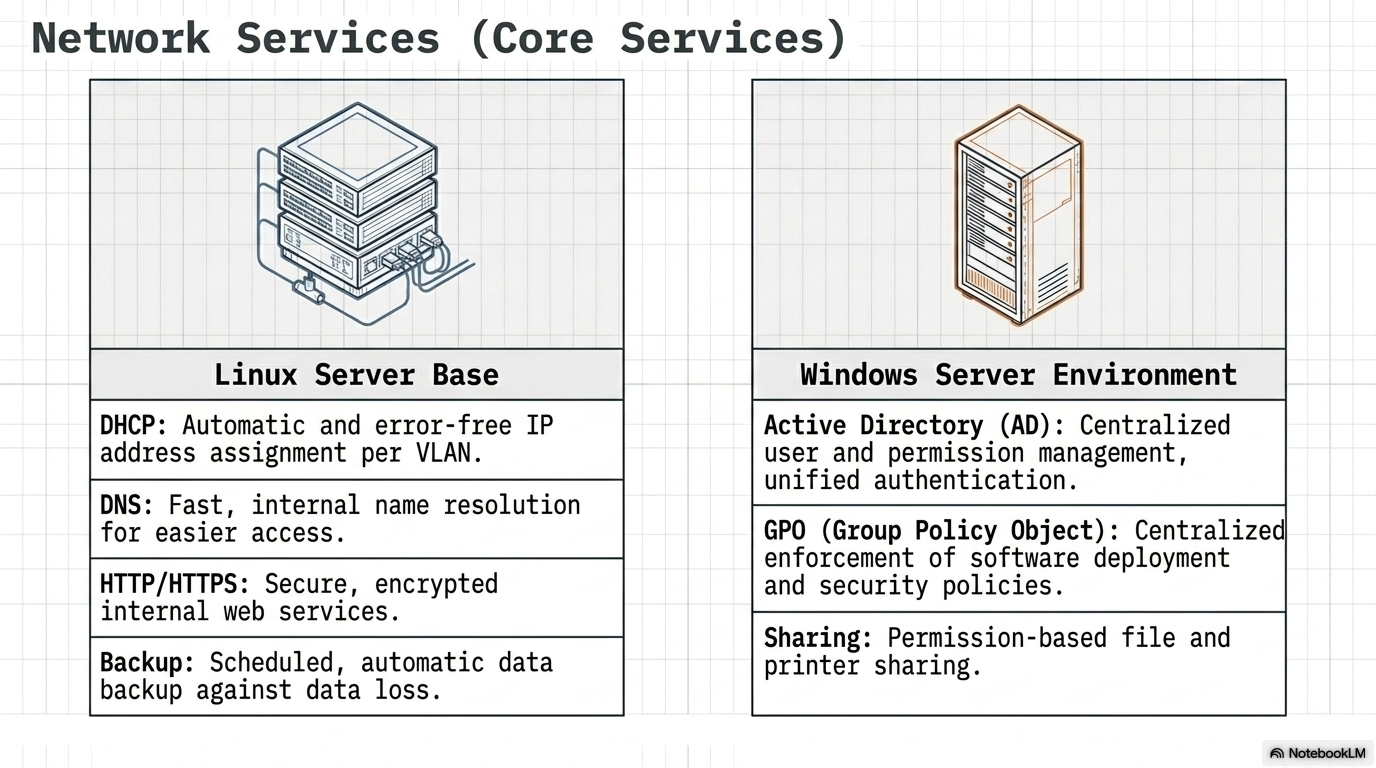 Network Services (Core Services)
Linux Server Base
DHCP: Automatic and error-free IP
address assignment per VLAN.
DNS: Fast, internal name resolution
for easier access.
HTTP/HTTPS: Secure, encrypted
internal web services.
Backup: Scheduled, automatic data
backup against data loss.
Windows Server Environment
Active Directory (AD): Centralized
user and permission management,
unified authentication.
GPO (Group Policy Object): Centralized
enforcement of software deployment
and security policies.
Sharing: Permission-based file and
printer sharing.
NotebookLM